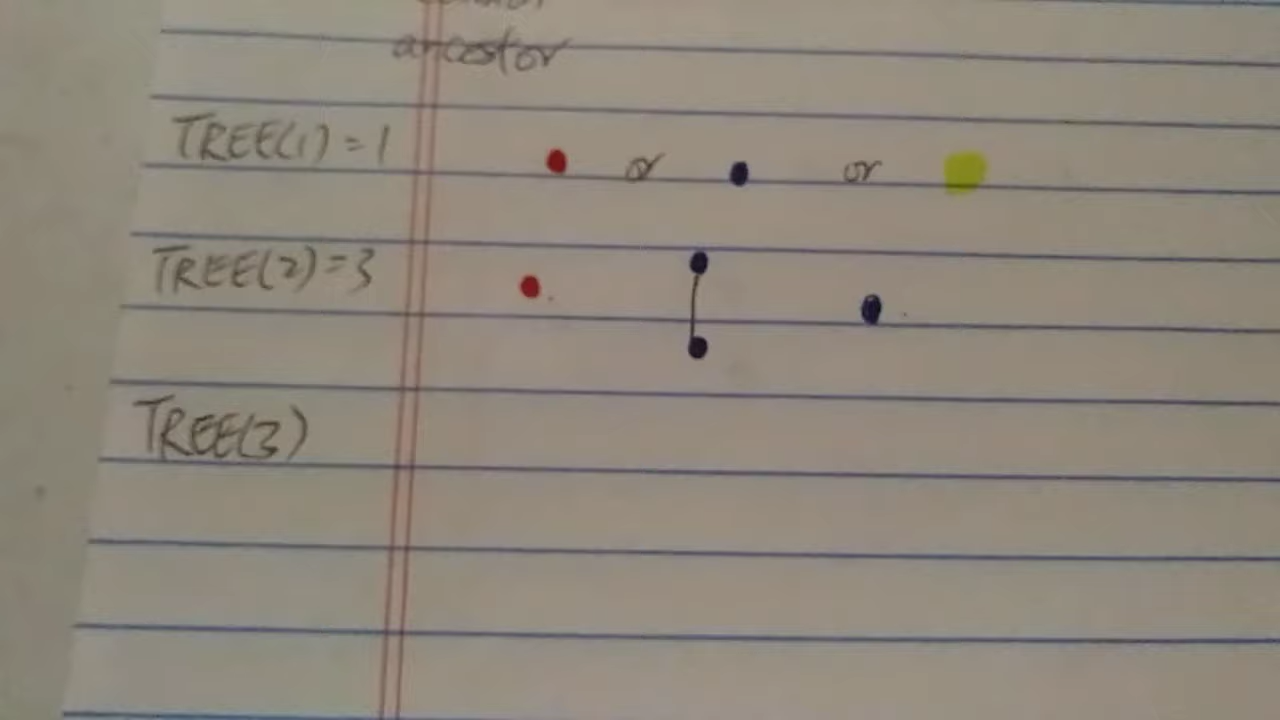 ancestor
TREE(1) = 1 or or
TREE(2) = 3
TREE(3)